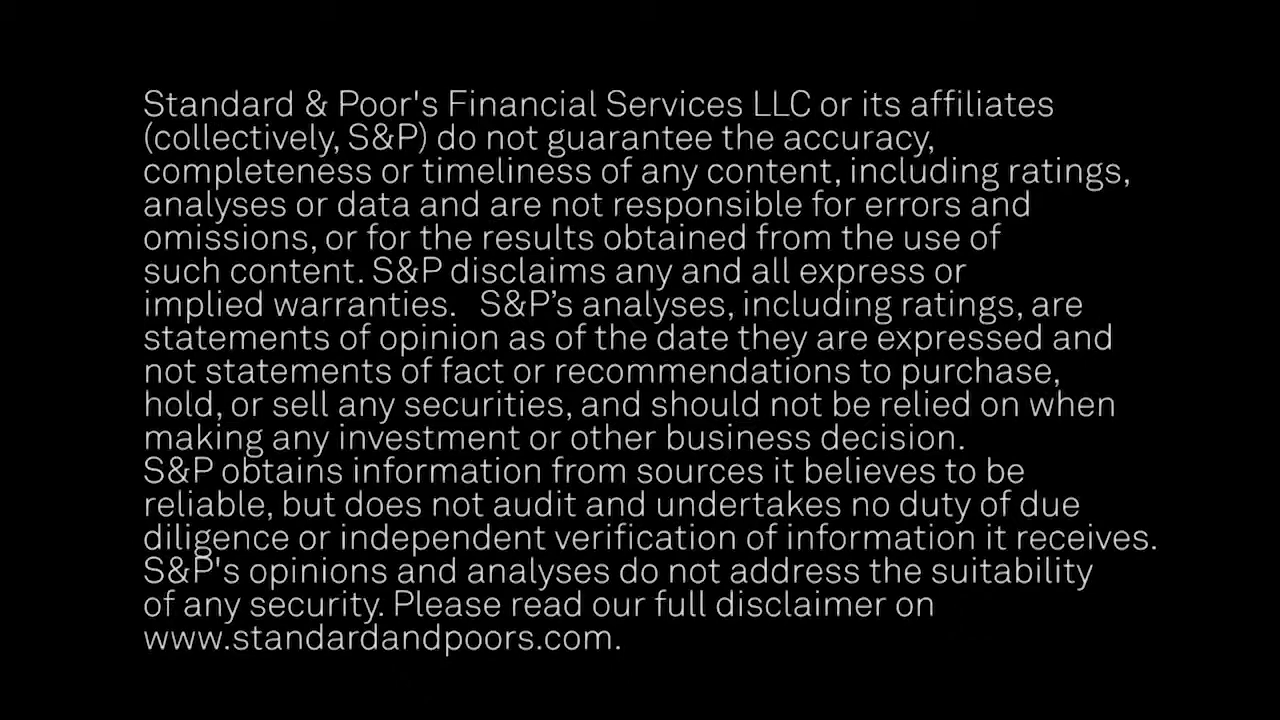 Standard & Poor's Financial Services LLC or its affiliates
(collectively, S&P) do not guarantee the accuracy,
completeness or timeliness of any content, including ratings,
analyses or data and are not responsible for errors and
omissions, or for the results obtained from the use of
such content. S&P disclaims any and all express or
implied warranties.   S&P’s analyses, including ratings, are
statements of opinion as of the date they are expressed and
not statements of fact or recommendations to purchase,
hold, or sell any securities, and should not be relied on when
making any investment or other business decision.
S&P obtains information from sources it believes to be
reliable, but does not audit and undertakes no duty of due
diligence or independent verification of information it receives.
S&P's opinions and analyses do not address the suitability
of any security. Please read our full disclaimer on
www.standardandpoors.com.